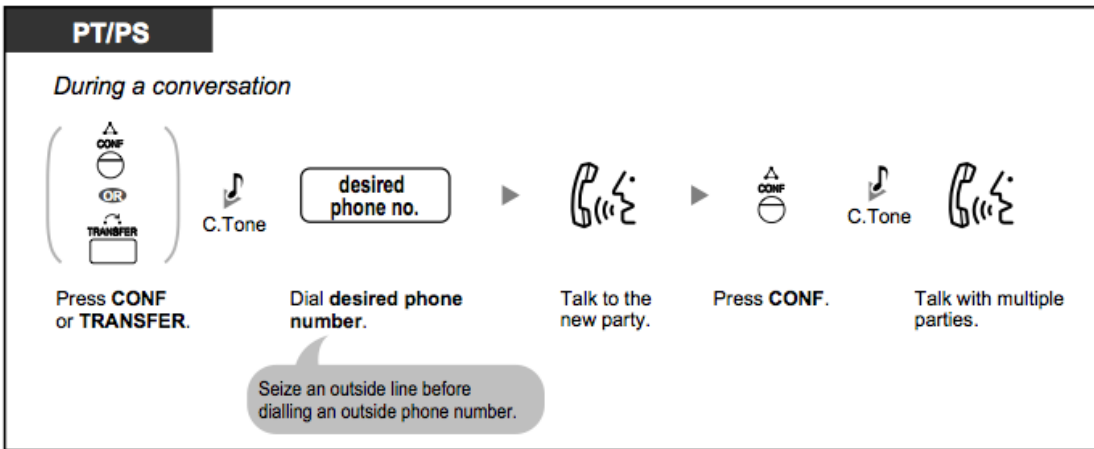 PT/PS
During a conversation
CONF
OR
TRANSFER
C.Tone
desired
phone no.
CONF
C.Tone
Press CONF
or TRANSFER.
Dial desired phone
number.
Talk to the
new party.
Press CONF.
Talk with multiple
parties.
Seize an outside line before
dialling an outside phone number.